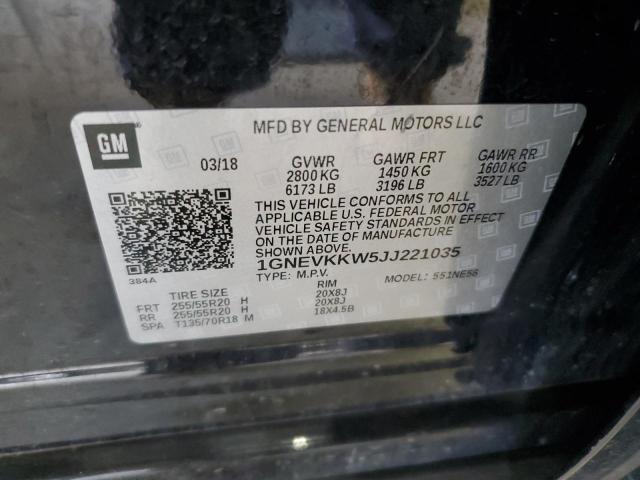 GM
MFD BY GENERAL MOTORS LLC
03/18 GVWR GAWR FRT GAWR RR
2800 KG 1450 KG 1600 KG
6173 LB 3196 LB 3527 LB
THIS VEHICLE CONFORMS TO ALL
APPLICABLE U.S. FEDERAL MOTOR
VEHICLE SAFETY STANDARDS IN EFFECT
ON THE DATE OF MANUFACTURE
SHOWN ABOVE.
1GNEVKKW5JJ221035
TYPE: M.P.V. MODEL: 551NE56
384A
TIRE SIZE RIM
FRT 255/55R20 H 20X8J
RR 255/55R20 H 20X8J
SPA T135/70R18 M 18X4.5B